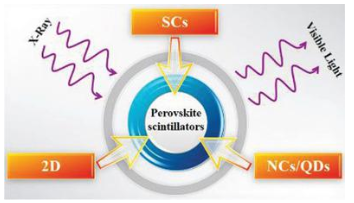 SCs
X-Ray
Visible Light
Perovskite
scintillators
2D
NCs/QDs